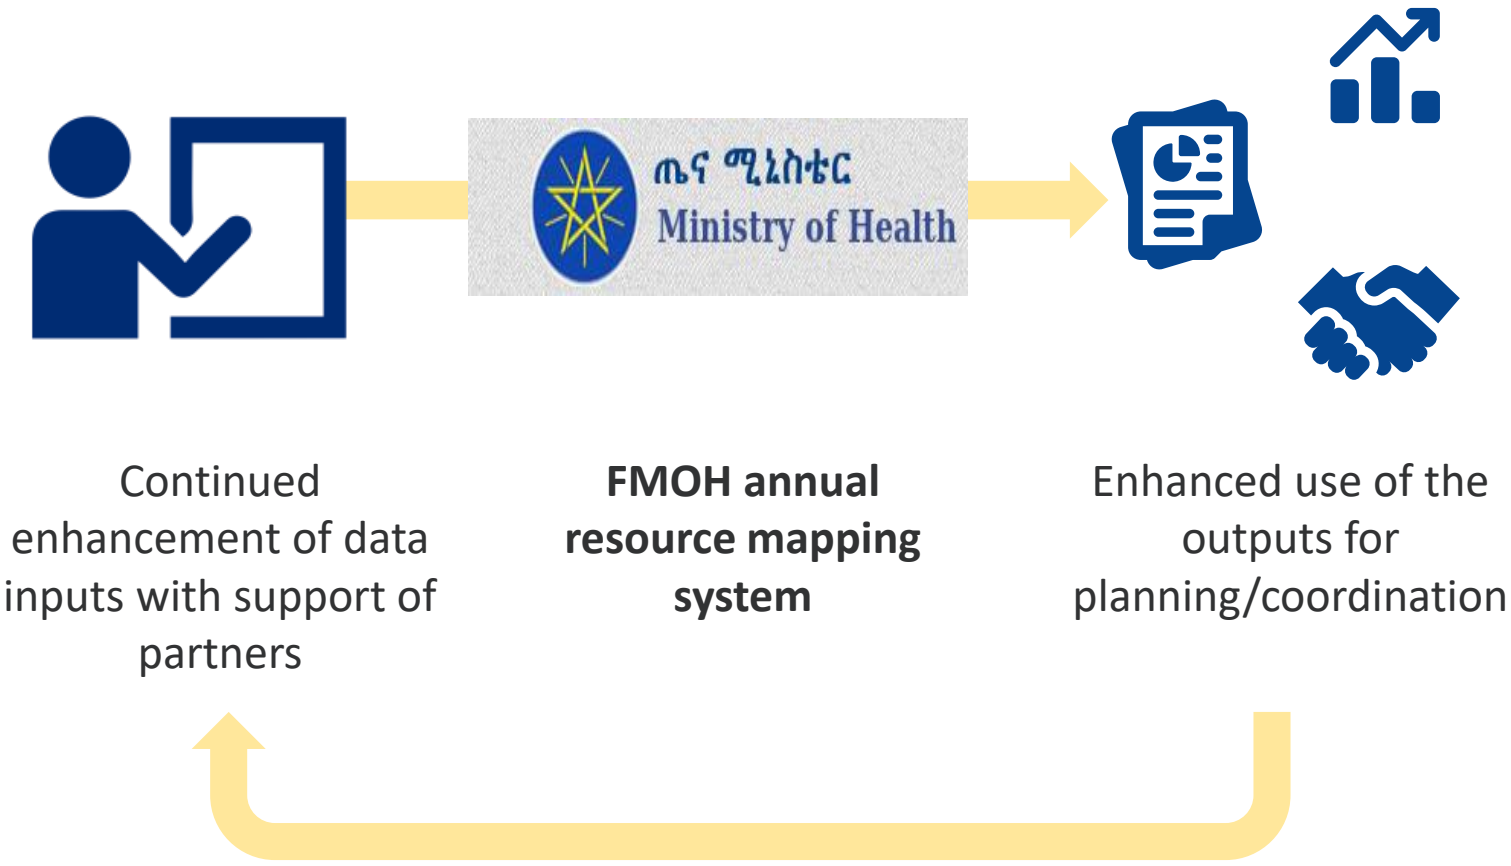 ጤና ሚኒስቴር
Ministry of Health
Continued
enhancement of data
inputs with support of
partners
FMOH annual
resource mapping
system
Enhanced use of the
outputs for
planning/coordination